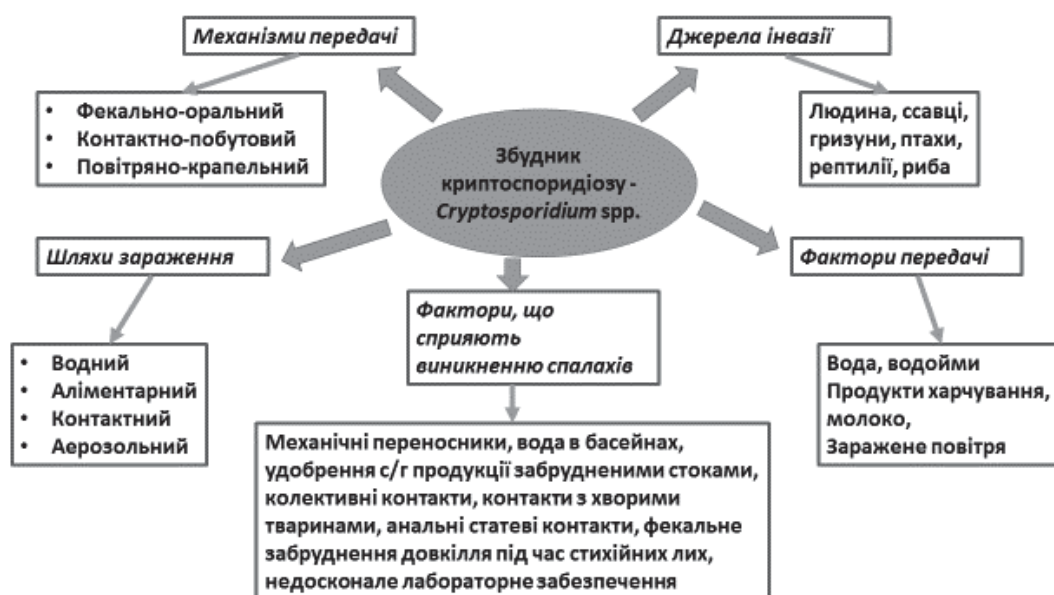 Механізми передачі
Джерела інвазії
• Фекально-оральний
• Контактно-побутовий
• Повітряно-крапельний
Людина, ссавці,
гризуни, птахи,
рептилії, риба
Збудник
криптоспоридіозу -
Cryptosporidium spp.
Шляхи зараження
Фактори передачі
Фактори, що
сприяють
виникненню спалахів
• Водний
• Аліментарний
• Контактний
• Аерозольний
Вода, водойми
Продукти харчування,
молоко,
Заражене повітря
Механічні переносники, вода в басейнах,
удобрення с/г продукції забрудненими стоками,
колективні контакти, контакти з хворими
тваринами, анальні статеві контакти, фекальне
забруднення довкілля під час стихійних лих,
недосконале лабораторне забезпечення